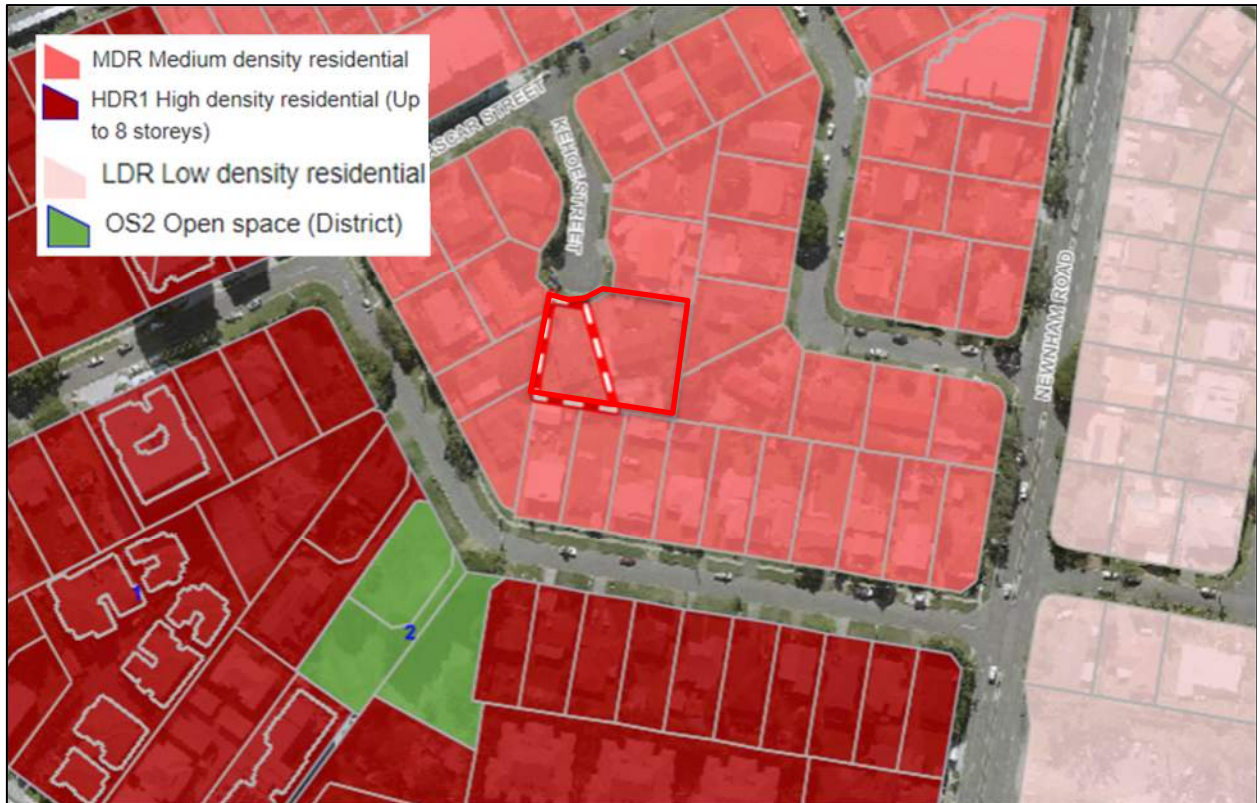 MDR Medium density residential
HDR1 High density residential (Up
to 8 storeys)
LDR Low density residential
OS2 Open space (District)
STREET
KEHOE STREET
NEWNHAM ROAD
1
2